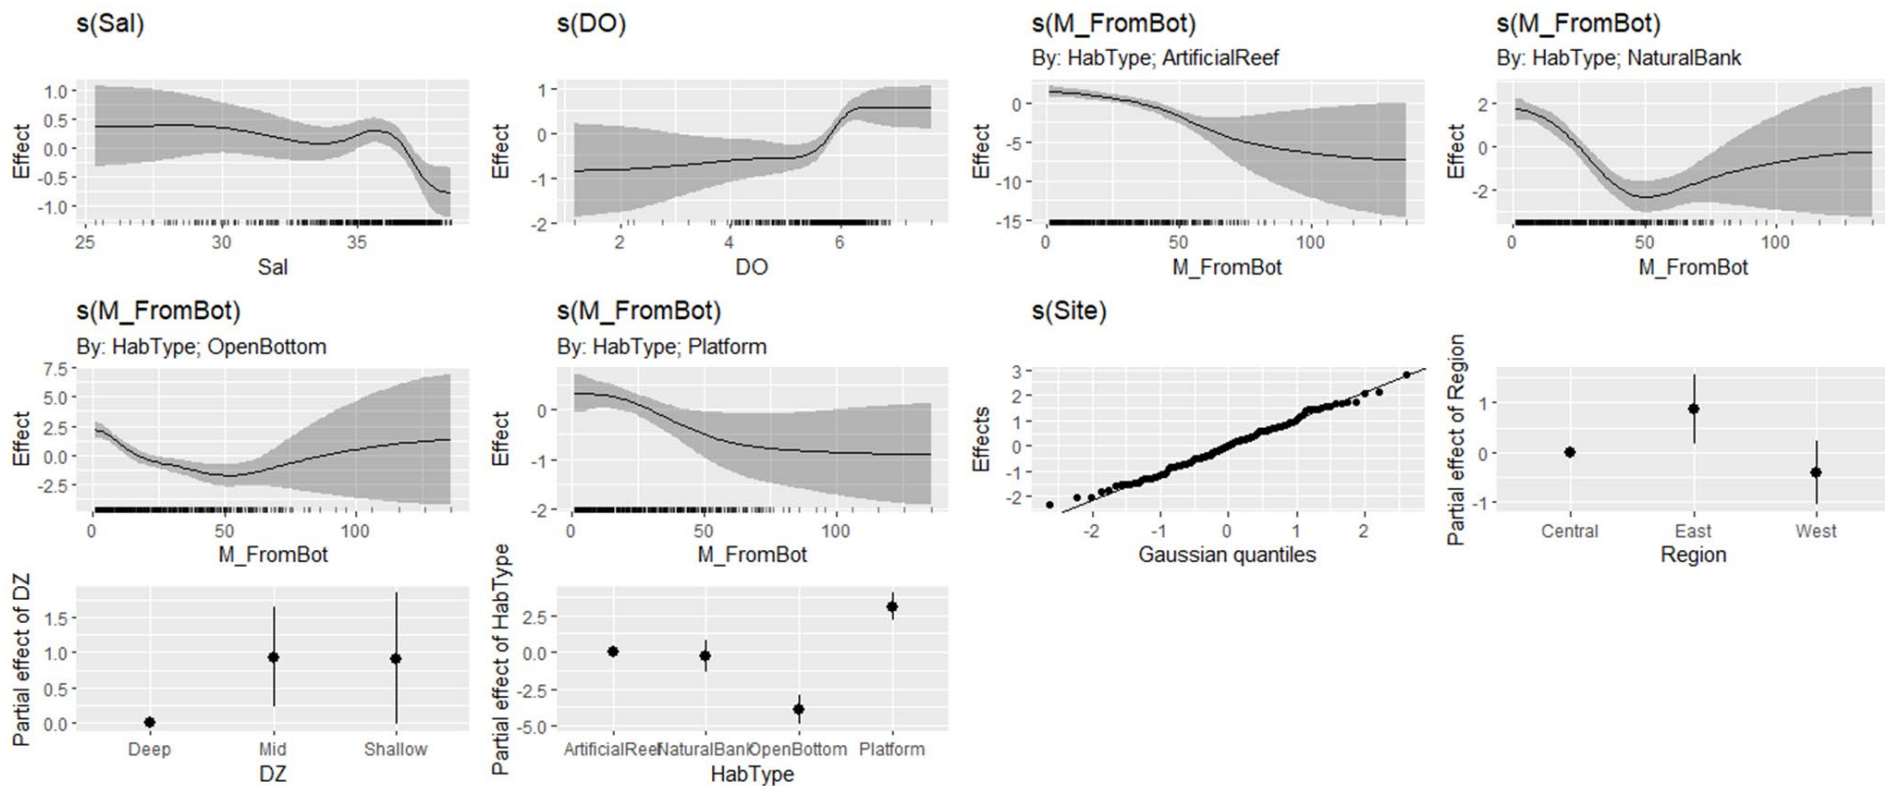 s(Sal)
Effect
1.0
0.5
0.0
-0.5
-1.0
25
30
35
Sal
s(DO)
Effect
1
0
-1
-2
2
4
6
DO
s(M_FromBot)
By: HabType; ArtificialReef
Effect
0
-5
-10
-15
0
50
100
M_FromBot
s(M_FromBot)
By: HabType; NaturalBank
Effect
2
0
-2
0
50
100
M_FromBot
s(M_FromBot)
By: HabType; OpenBottom
Effect
7.5
5.0
2.5
0.0
-2.5
0
50
100
M_FromBot
s(M_FromBot)
By: HabType; Platform
Effect
0
-1
-2
0
50
100
M_FromBot
s(Site)
Effects
3
2
1
0
-1
-2
-2
-1
0
1
2
Gaussian quantiles
Partial effect of Region
1
0
-1
Central
East
West
Region
Partial effect of DZ
1.5
1.0
0.5
0.0
Deep
Mid
Shallow
DZ
Partial effect of HabType
2.5
0.0
-2.5
-5.0
ArtificialReef
NaturalBank
OpenBottom
Platform
HabType